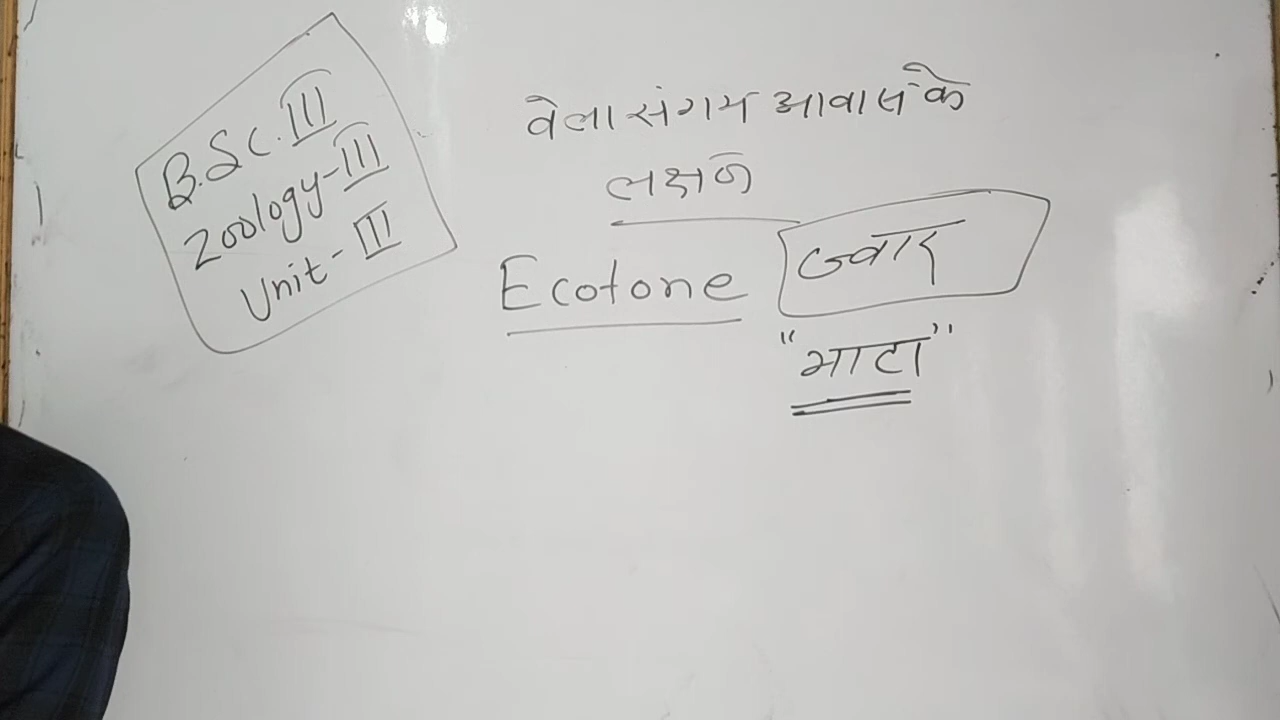 B.Sc. III
Zoology-III
Unit-III
वेलासंगम आवास के
लक्षण
Ecotone
ज्वार
"भाटा"